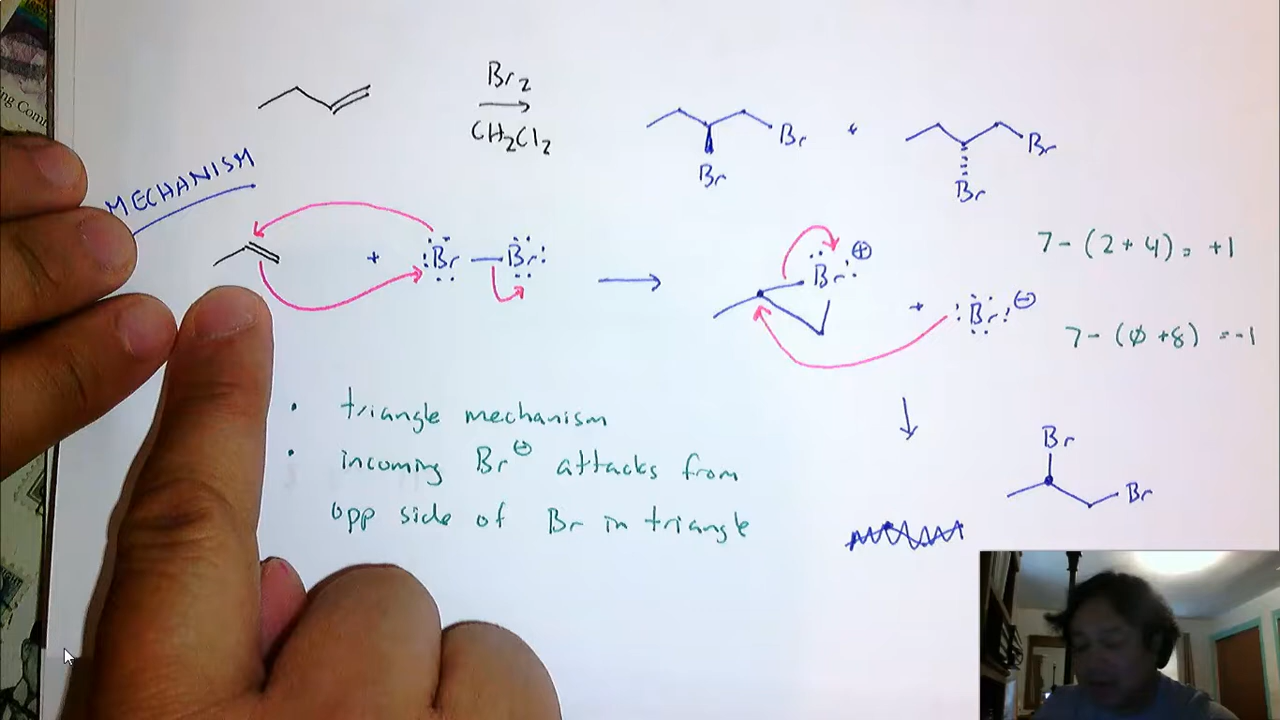 Br2
CH2Cl2
Br + Br
Br Br
MECHANISM
+ :Br — Br:
Br ⊕
+ :Br: ⊖
7 - (2 + 4) = +1
7 - (0 + 8) = -1
• triangle mechanism
• incoming Br⊖ attacks from
opp side of Br in triangle
Br
Br